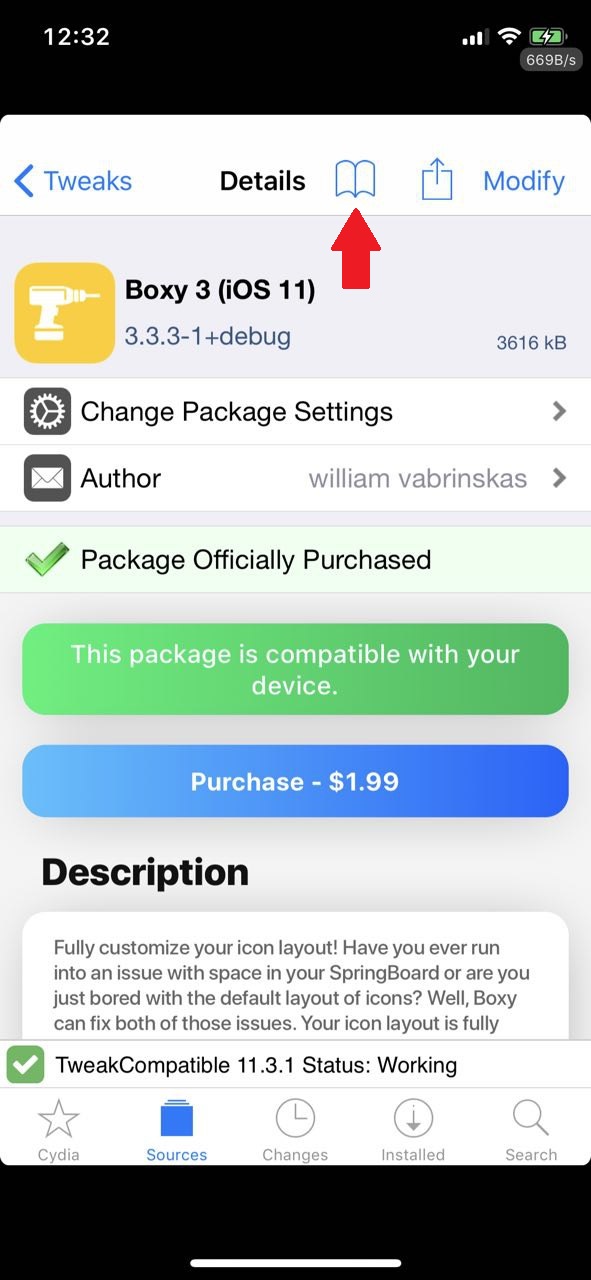 12:32
669B/s
Tweaks
Details
Modify
Boxy 3 (iOS 11)
3.3.3-1+debug
3616 kB
Change Package Settings
Author
william vabrinskas
Package Officially Purchased
This package is compatible with your
device.
Purchase - $1.99
Description
Fully customize your icon layout! Have you ever run
into an issue with space in your SpringBoard or are you
just bored with the default layout of icons? Well, Boxy
can fix both of those issues. Your icon layout is fully
TweakCompatible 11.3.1 Status: Working
Cydia
Sources
Changes
Installed
Search